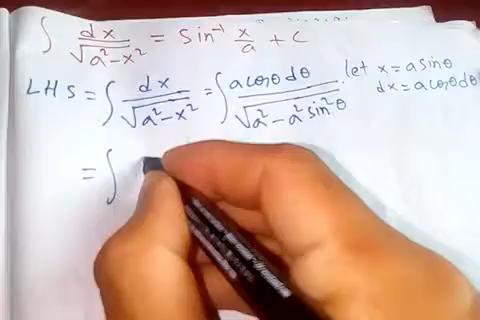 ∫ dx/√(a²-x²) = sin⁻¹ x/a + c
LHS = ∫ dx/√(a²-x²) = ∫ a cosθ dθ/√(a²-a² sin²θ) , let x = a sinθ
dx = a cosθ dθ
= ∫